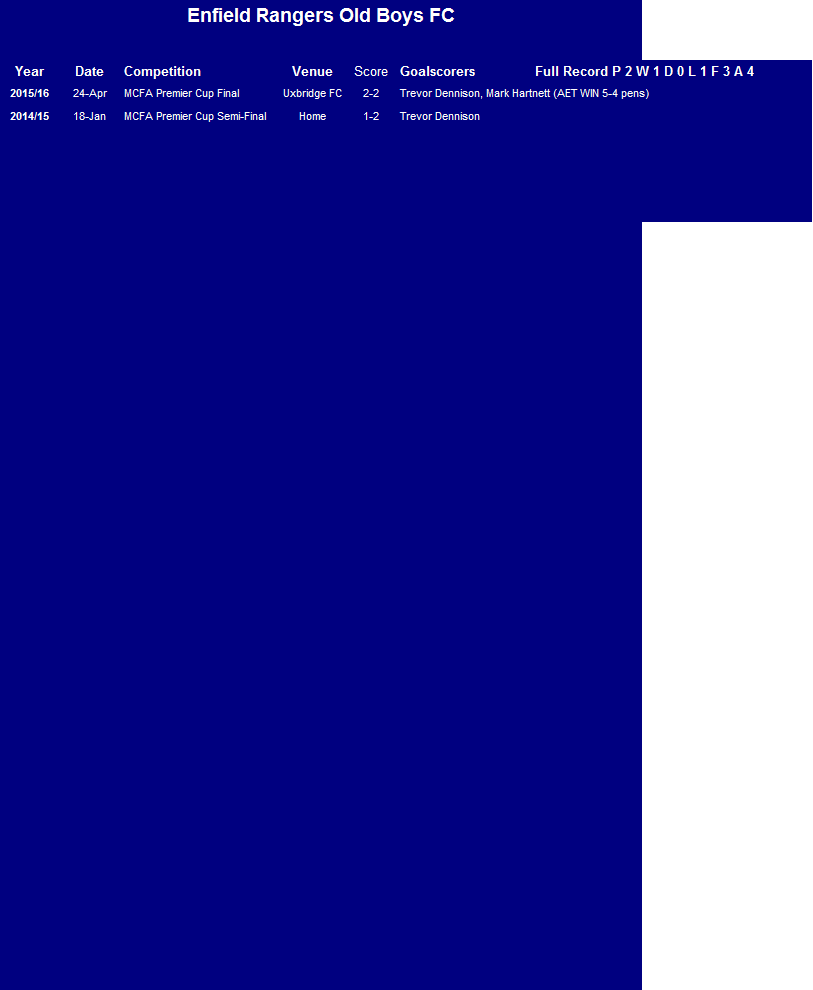 Enfield Rangers Old Boys FC
Year Date Competition Venue Score Goalscorers Full Record P 2 W 1 D 0 L 1 F 3 A 4
2015/16 24-Apr MCFA Premier Cup Final Uxbridge FC 2-2 Trevor Dennison, Mark Hartnett (AET WIN 5-4 pens)
2014/15 18-Jan MCFA Premier Cup Semi-Final Home 1-2 Trevor Dennison